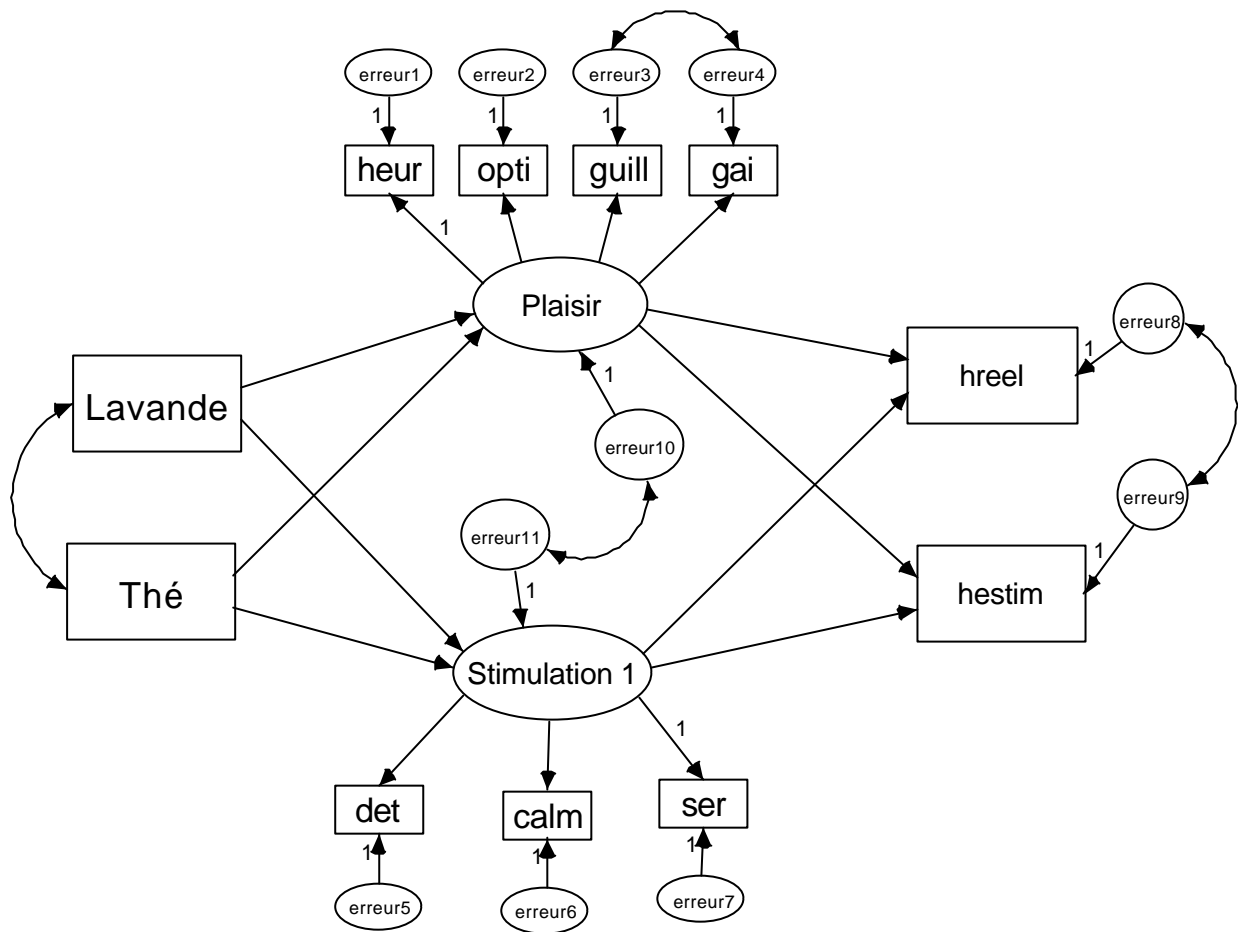 erreur1
erreur2
erreur3
erreur4
1
1
1
1
heur
opti
guill
gai
1
Plaisir
erreur8
1
hreel
Lavande
1
erreur10
erreur9
erreur11
1
1
hestim
Thé
Stimulation 1
1
det
calm
ser
1
1
1
erreur5
erreur6
erreur7